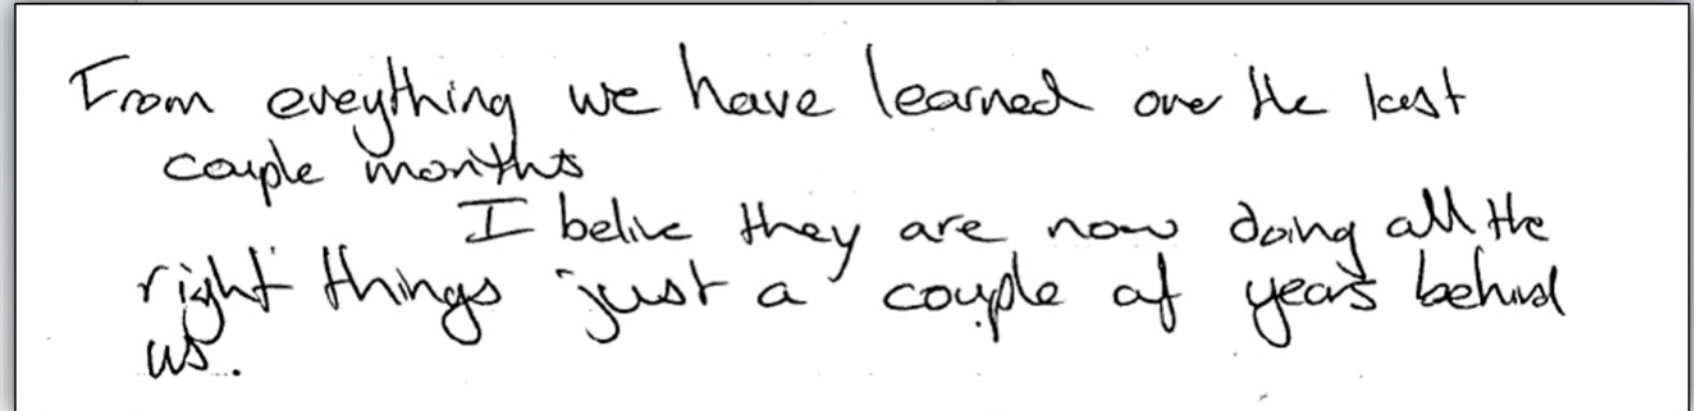 From eveything we have learned over the last
couple months
I belive they are now doing all the
right things just a couple of years behind
us.